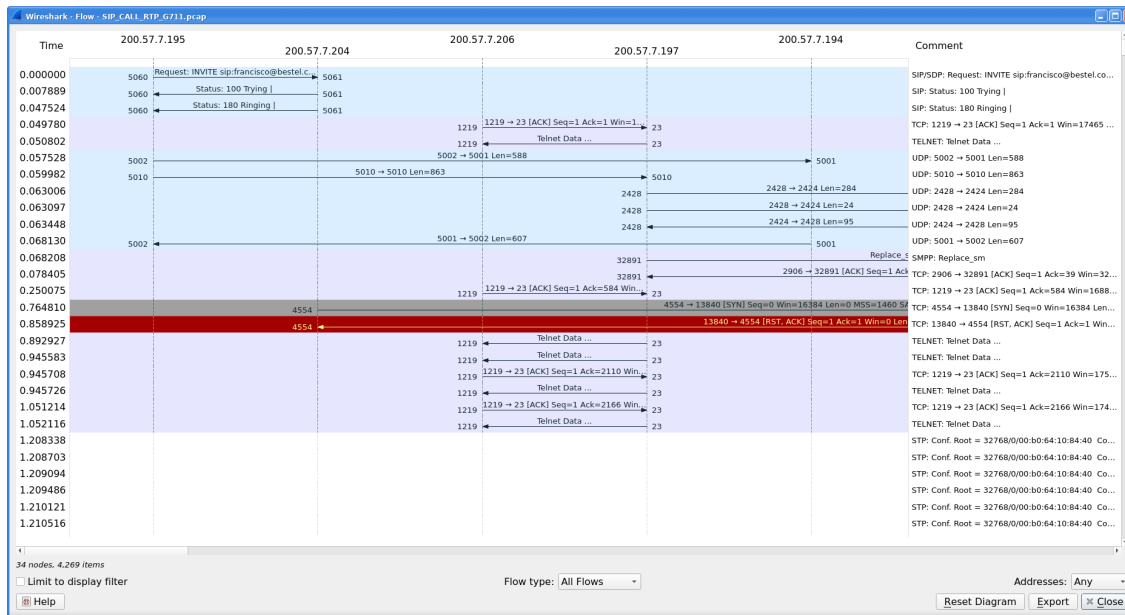 Wireshark · Flow · SIP_CALL_RTP_G711.pcap
Time 200.57.7.195 200.57.7.204 200.57.7.206 200.57.7.197 200.57.7.194 Comment
0.000000 5060 Request: INVITE sip:francisco@bestel.c... 5061 SIP/SDP: Request: INVITE sip:francisco@bestel.co...
0.007889 5060 Status: 100 Trying | 5061 SIP: Status: 100 Trying |
0.047524 5060 Status: 180 Ringing | 5061 SIP: Status: 180 Ringing |
0.049780 1219 1219 → 23 [ACK] Seq=1 Ack=1 Win=1... 23 TCP: 1219 → 23 [ACK] Seq=1 Ack=1 Win=17465 ...
0.050802 1219 Telnet Data ... 23 TELNET: Telnet Data ...
0.057528 5002 5002 → 5001 Len=588 5001 UDP: 5002 → 5001 Len=588
0.059982 5010 5010 → 5010 Len=863 5010 UDP: 5010 → 5010 Len=863
0.063006 2428 2428 → 2424 Len=284 UDP: 2428 → 2424 Len=284
0.063097 2428 2428 → 2424 Len=24 UDP: 2428 → 2424 Len=24
0.063448 2428 2424 → 2428 Len=95 UDP: 2424 → 2428 Len=95
0.068130 5002 5001 → 5002 Len=607 5001 UDP: 5001 → 5002 Len=607
0.068208 32891 Replace_s SMPP: Replace_sm
0.078405 32891 2906 → 32891 [ACK] Seq=1 Ack TCP: 2906 → 32891 [ACK] Seq=1 Ack=39 Win=32...
0.250075 1219 1219 → 23 [ACK] Seq=1 Ack=584 Win... 23 TCP: 1219 → 23 [ACK] Seq=1 Ack=584 Win=1688...
0.764810 4554 4554 → 13840 [SYN] Seq=0 Win=16384 Len=0 MSS=1460 SA TCP: 4554 → 13840 [SYN] Seq=0 Win=16384 Len...
0.858925 4554 13840 → 4554 [RST, ACK] Seq=1 Ack=1 Win=0 Len TCP: 13840 → 4554 [RST, ACK] Seq=1 Ack=1 Win...
0.892927 1219 Telnet Data ... 23 TELNET: Telnet Data ...
0.945583 1219 Telnet Data ... 23 TELNET: Telnet Data ...
0.945708 1219 1219 → 23 [ACK] Seq=1 Ack=2110 Win... 23 TCP: 1219 → 23 [ACK] Seq=1 Ack=2110 Win=175...
0.945726 1219 Telnet Data ... 23 TELNET: Telnet Data ...
1.051214 1219 1219 → 23 [ACK] Seq=1 Ack=2166 Win... 23 TCP: 1219 → 23 [ACK] Seq=1 Ack=2166 Win=174...
1.052116 1219 Telnet Data ... 23 TELNET: Telnet Data ...
1.208338 STP: Conf. Root = 32768/0/00:b0:64:10:84:40 Co...
1.208703 STP: Conf. Root = 32768/0/00:b0:64:10:84:40 Co...
1.209094 STP: Conf. Root = 32768/0/00:b0:64:10:84:40 Co...
1.209486 STP: Conf. Root = 32768/0/00:b0:64:10:84:40 Co...
1.210121 STP: Conf. Root = 32768/0/00:b0:64:10:84:40 Co...
1.210516 STP: Conf. Root = 32768/0/00:b0:64:10:84:40 Co...
34 nodes, 4,269 items
Limit to display filter Flow type: All Flows Addresses: Any
Help Reset Diagram Export Close